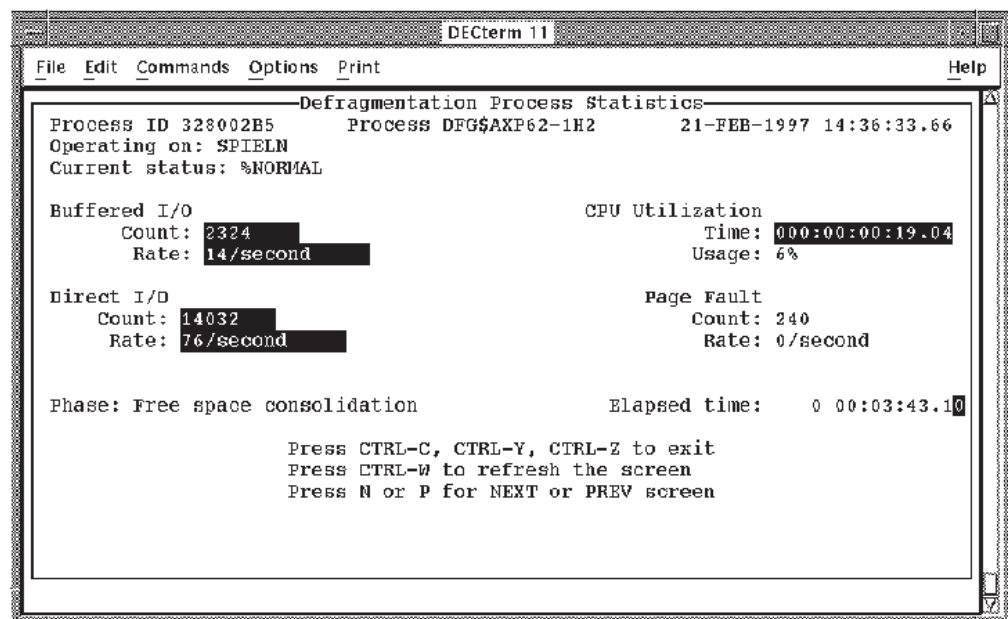 DECterm 11
File Edit Commands Options Print Help
Defragmentation Process Statistics
Process ID 328002B5 Process DFG$AXP62-1H2 21-FEB-1997 14:36:33.66
Operating on: SPIELN
Current status: %NORMAL
Buffered I/O CPU Utilization
Count: 2324 Time: 000:00:00:19.04
Rate: 14/second Usage: 6%
Direct I/O Page Fault
Count: 14032 Count: 240
Rate: 76/second Rate: 0/second
Phase: Free space consolidation Elapsed time: 0 00:03:43.10
Press CTRL-C, CTRL-Y, CTRL-Z to exit
Press CTRL-W to refresh the screen
Press N or P for NEXT or PREV screen